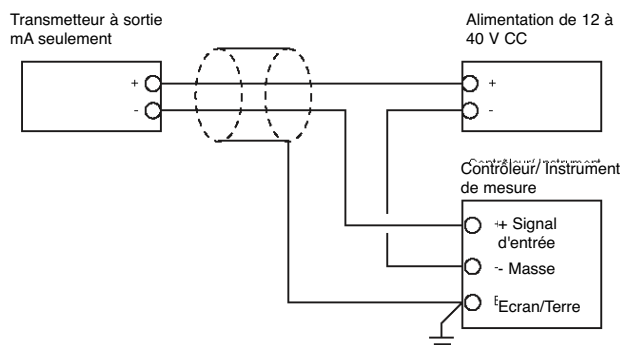 Transmetteur à sortie
mA seulement
Alimentation de 12 à
40 V CC
+
-
+
-
Contrôleur/ Instrument
de mesure
+ Signal
d'entrée
- Masse
Ecran/Terre